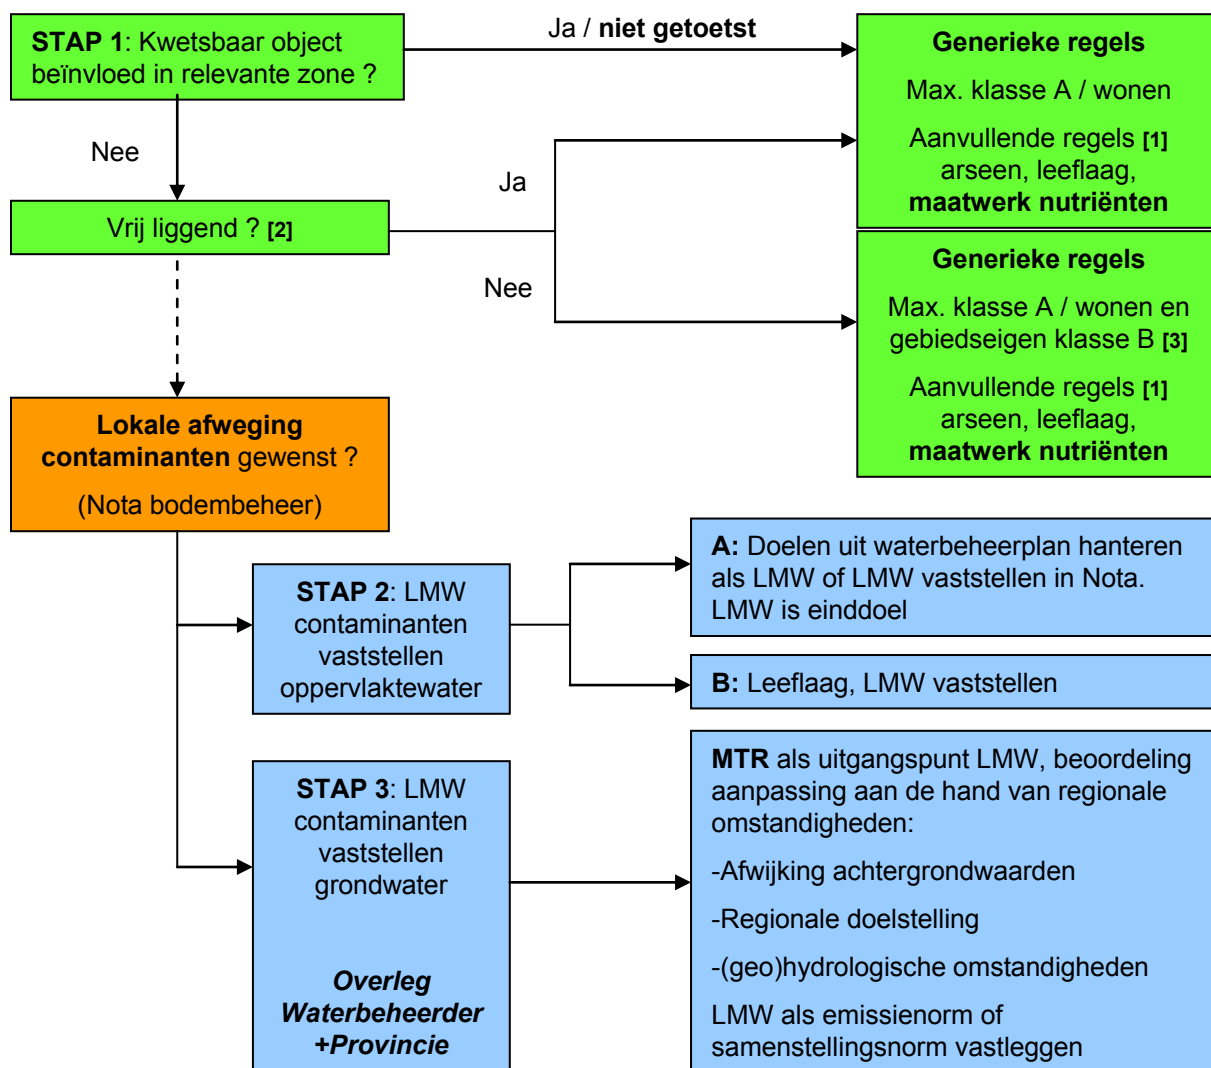 STAP 1: Kwetsbaar object
beïnvloed in relevante zone ?
Ja / niet getoetst
Generieke regels
Max. klasse A / wonen
Aanvullende regels [1]
arseen, leeflaag,
maatwerk nutriënten
Nee
Ja
Vrij liggend ? [2]
Nee
Generieke regels
Max. klasse A / wonen en
gebiedseigen klasse B [3]
Aanvullende regels [1]
arseen, leeflaag,
maatwerk nutriënten
Lokale afweging
contaminanten gewenst ?
(Nota bodembeheer)
STAP 2: LMW
contaminanten
vaststellen
oppervlaktewater
A: Doelen uit waterbeheerplan hanteren
als LMW of LMW vaststellen in Nota.
LMW is einddoel
B: Leeflaag, LMW vaststellen
STAP 3: LMW
contaminanten
vaststellen
grondwater
Overleg
Waterbeheerder
+Provincie
MTR als uitgangspunt LMW, beoordeling
aanpassing aan de hand van regionale
omstandigheden:
-Afwijking achtergrondwaarden
-Regionale doelstelling
-(geo)hydrologische omstandigheden
LMW als emissienorm of
samenstellingsnorm vastleggen